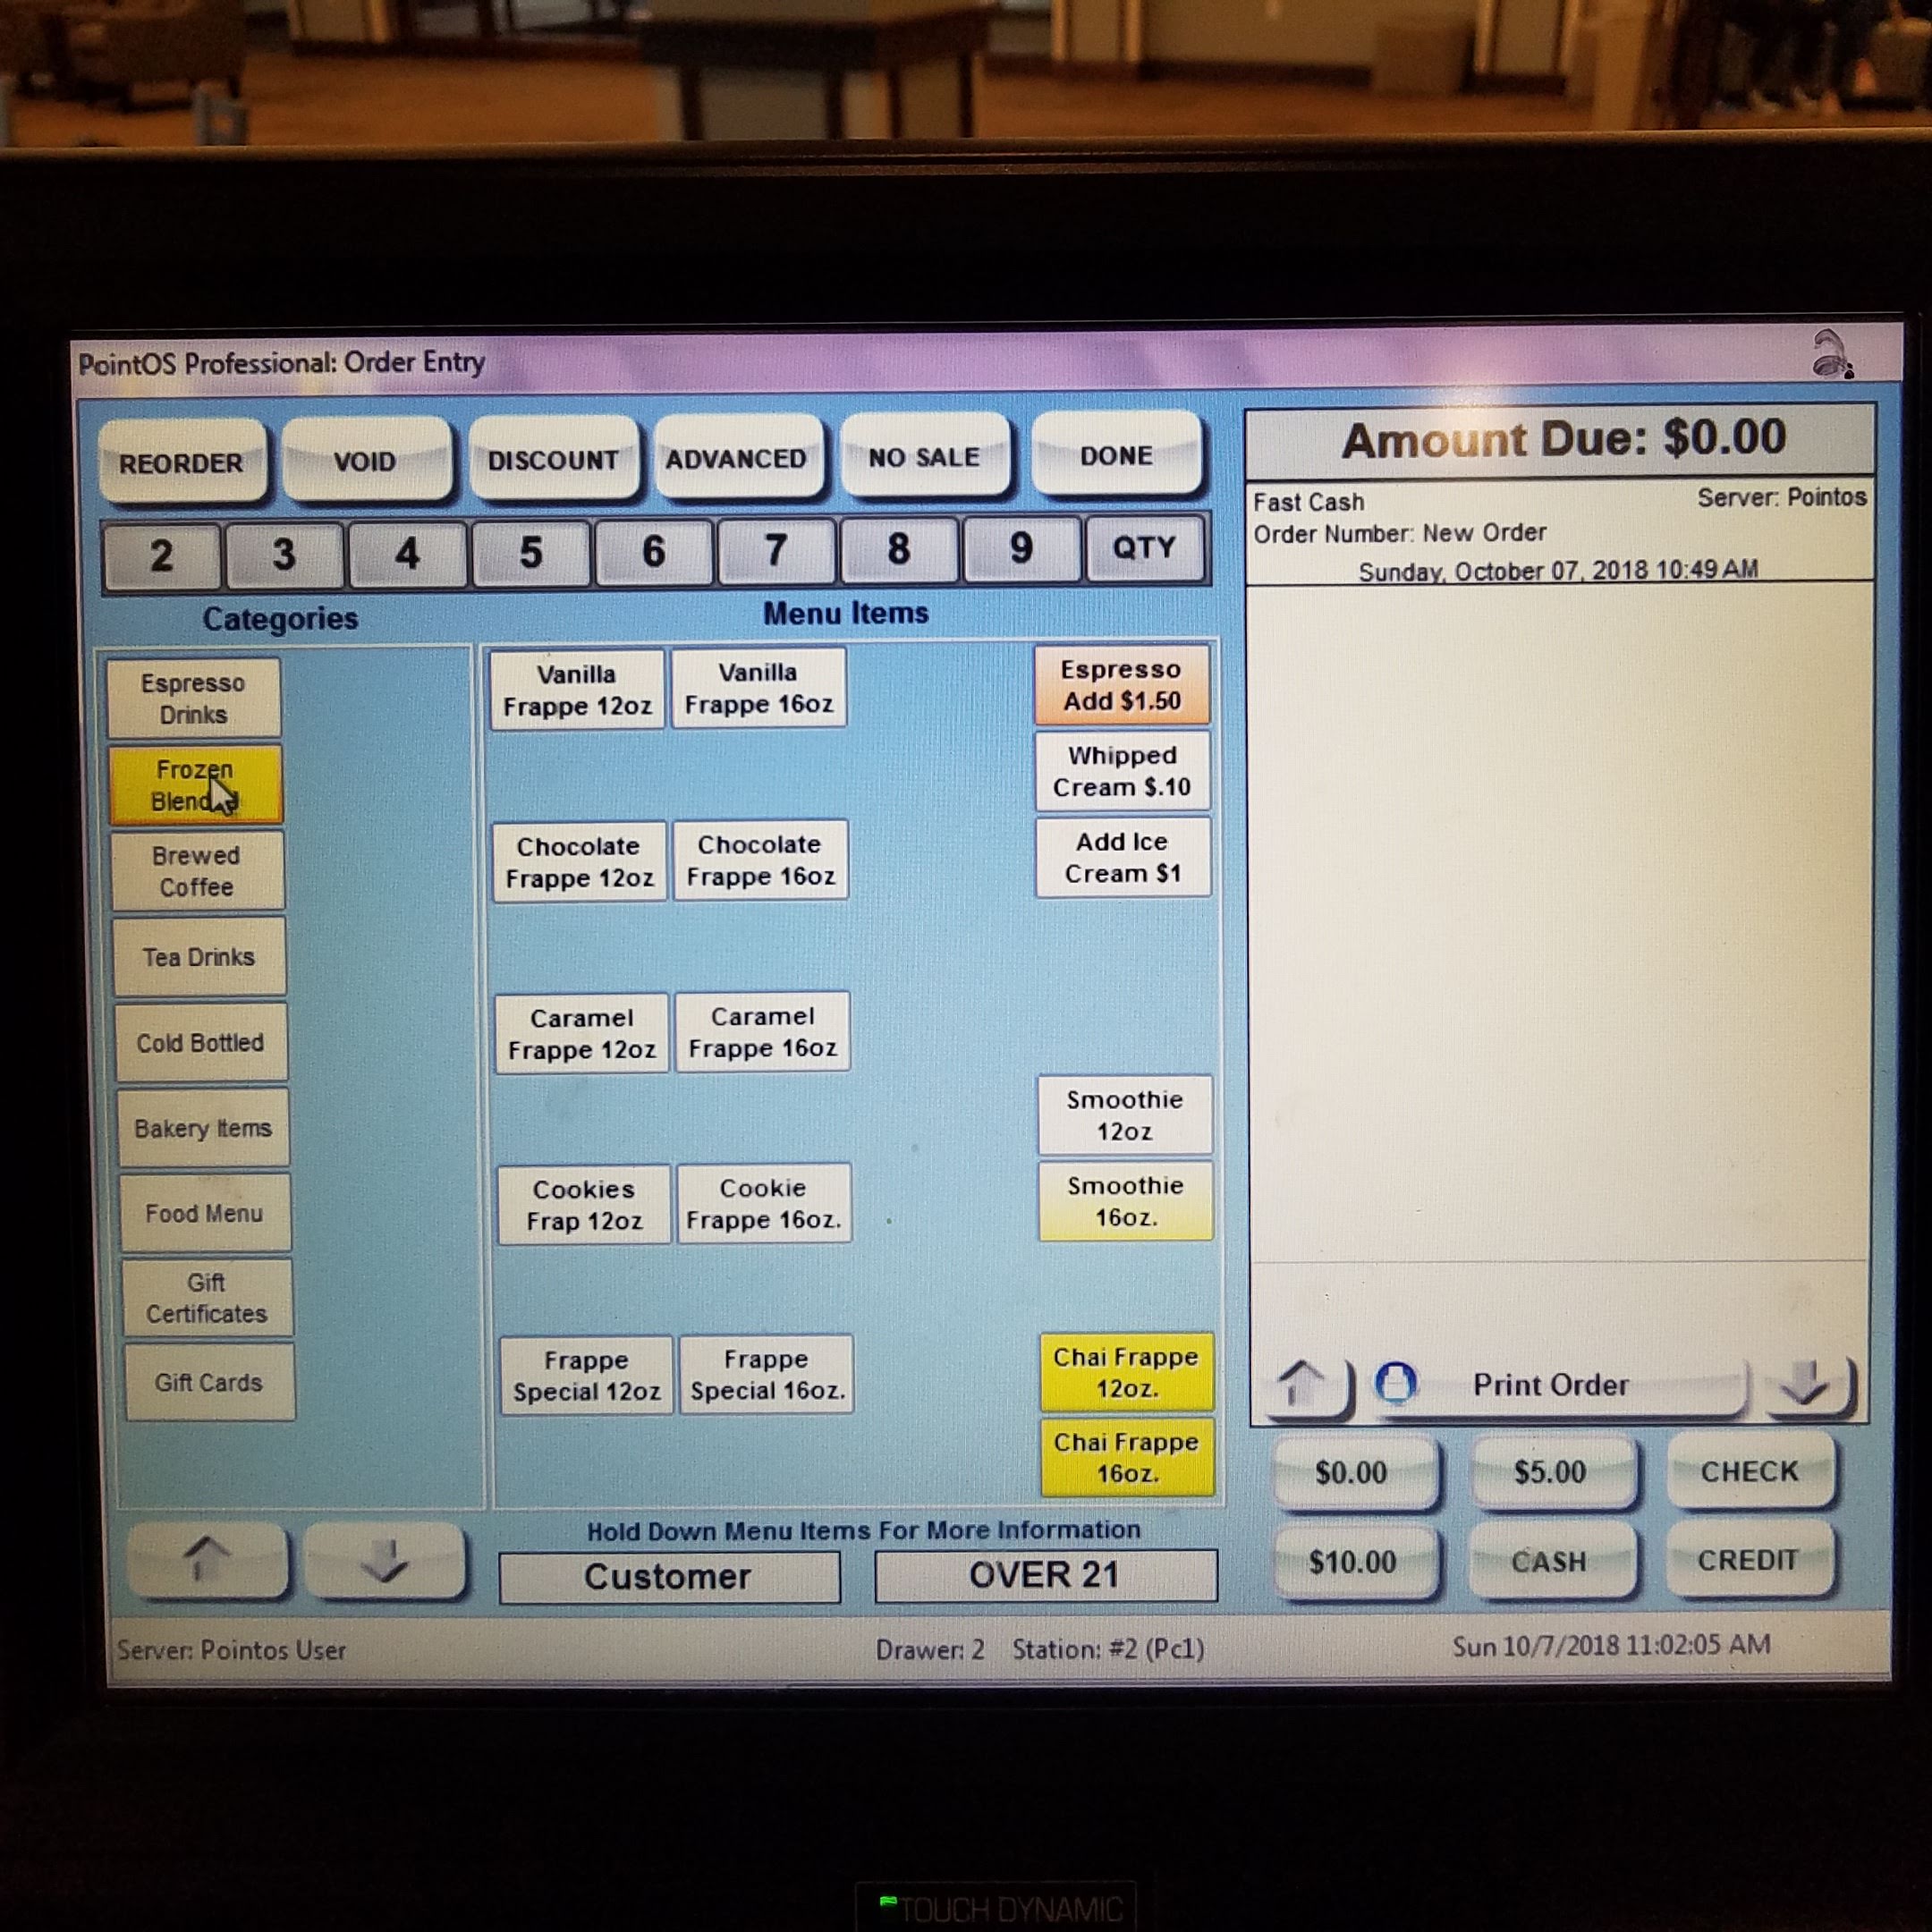 PointOS Professional: Order Entry
REORDER
VOID
DISCOUNT
ADVANCED
NO SALE
DONE
2
3
4
5
6
7
8
9
QTY
Categories
Espresso
Drinks
Frozen
Brewed
Coffee
Tea Drinks
Cold Bottled
Bakery Items
Food Menu
Gift
Certificates
Gift Cards
Menu Items
Vanilla
Frappe 12oz
Vanilla
Frappe 16oz
Espresso
Add $1.50
Whipped
Cream $.10
Chocolate
Frappe 12oz
Chocolate
Frappe 16oz
Add Ice
Cream $1
Caramel
Frappe 12oz
Caramel
Frappe 16oz
Smoothie
12oz
Cookies
Frap 12oz
Cookie
Frappe 16oz.
Smoothie
16oz.
Frappe
Special 12oz
Frappe
Special 16oz.
Chai Frappe
12oz.
Chai Frappe
16oz.
Hold Down Menu Items For More Information
Customer
OVER 21
Amount Due: $0.00
Fast Cash
Server: Pointos
Order Number: New Order
Sunday, October 07, 2018 10:49 AM
Print Order
$0.00
$5.00
CHECK
$10.00
CASH
CREDIT
Server: Pointos User
Drawer: 2
Station: #2 (Pc1)
Sun 10/7/2018 11:02:05 AM
TOUCH DYNAMIC